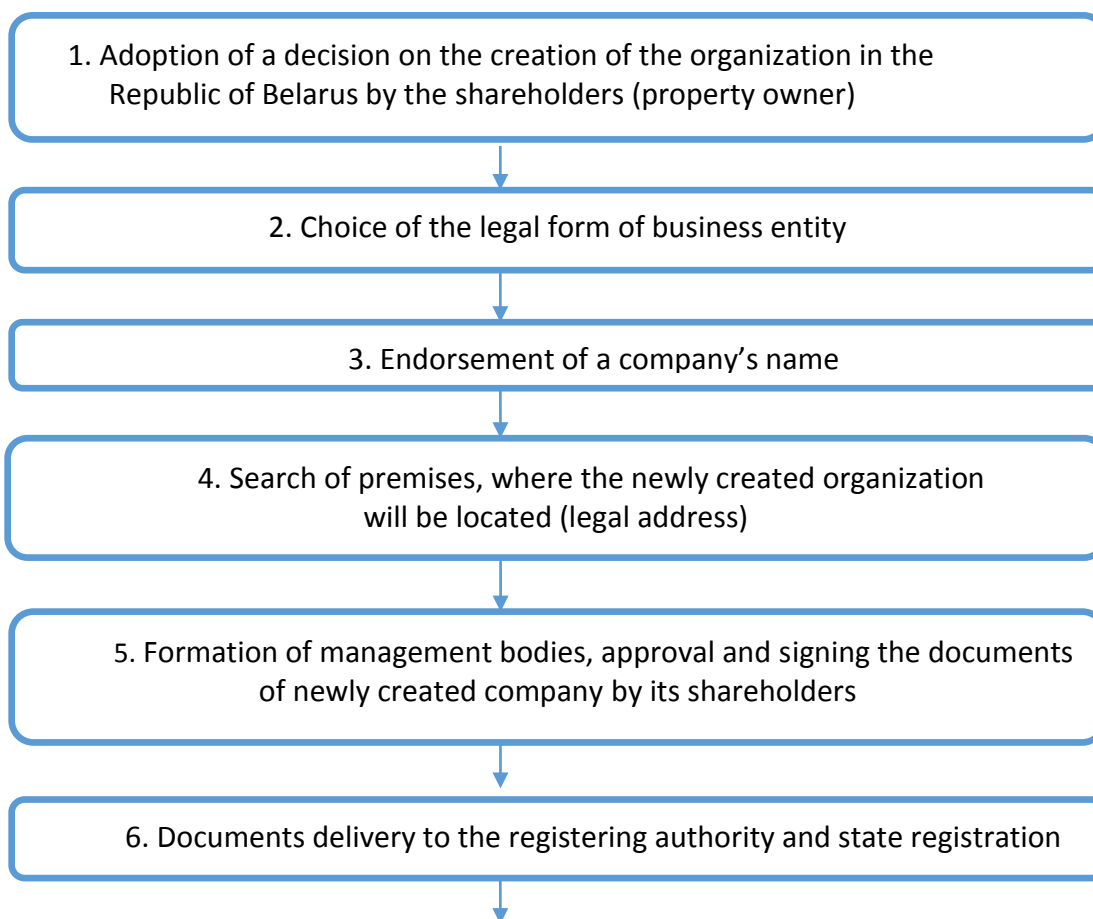 1. Adoption of a decision on the creation of the organization in the
Republic of Belarus by the shareholders (property owner)
2. Choice of the legal form of business entity
3. Endorsement of a company’s name
4. Search of premises, where the newly created organization
will be located (legal address)
5. Formation of management bodies, approval and signing the documents
of newly created company by its shareholders
6. Documents delivery to the registering authority and state registration